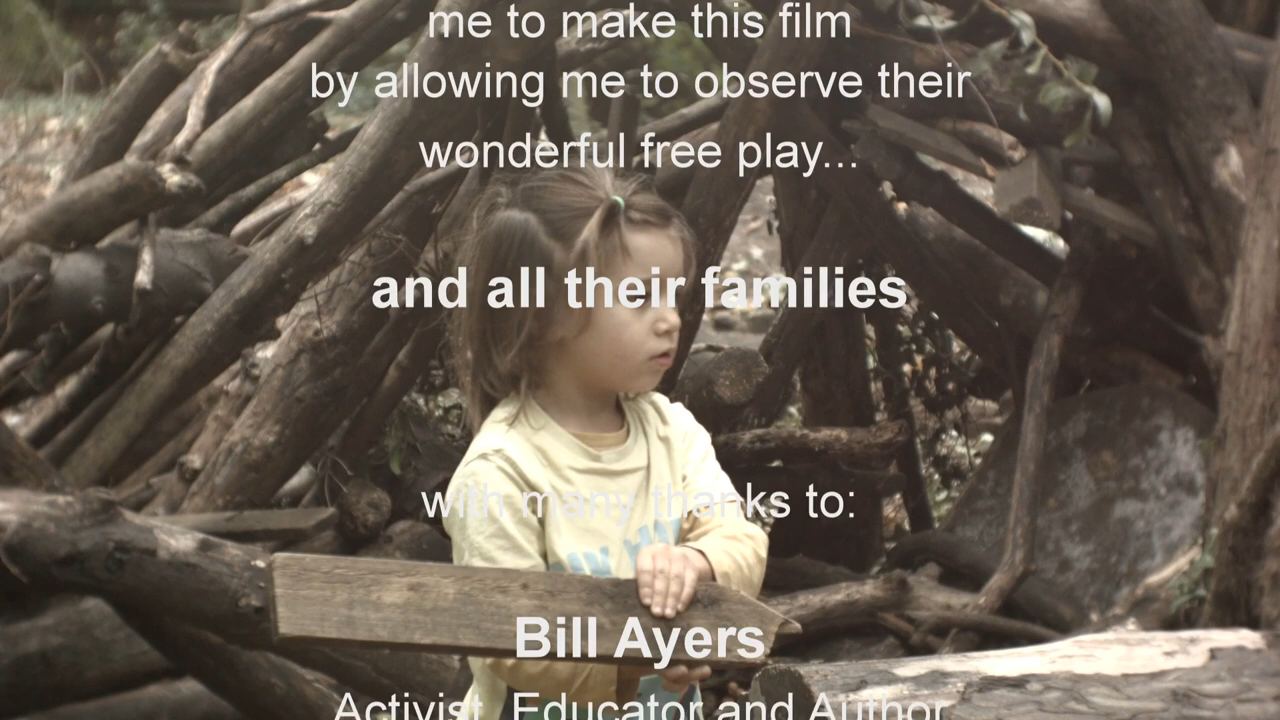 me to make this film
by allowing me to observe their
wonderful free play...
and all their families
with many thanks to:
Bill Ayers
Activist, Educator and Author